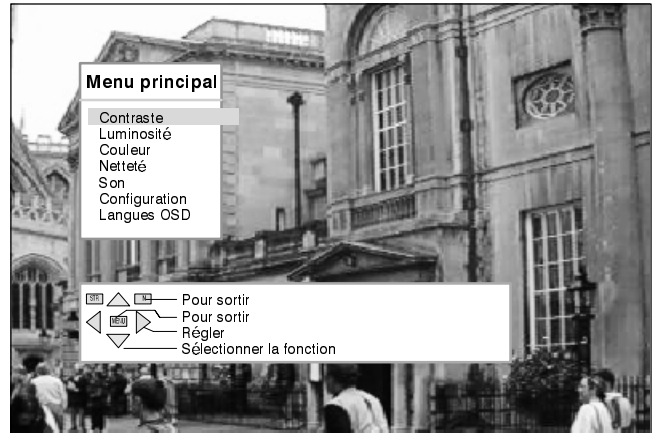 Menu principal
Contraste
Luminosité
Couleur
Netteté
Son
Configuration
Langues OSD
Pour sortir
MENU Pour sortir
Régler
Sélectionner la fonction